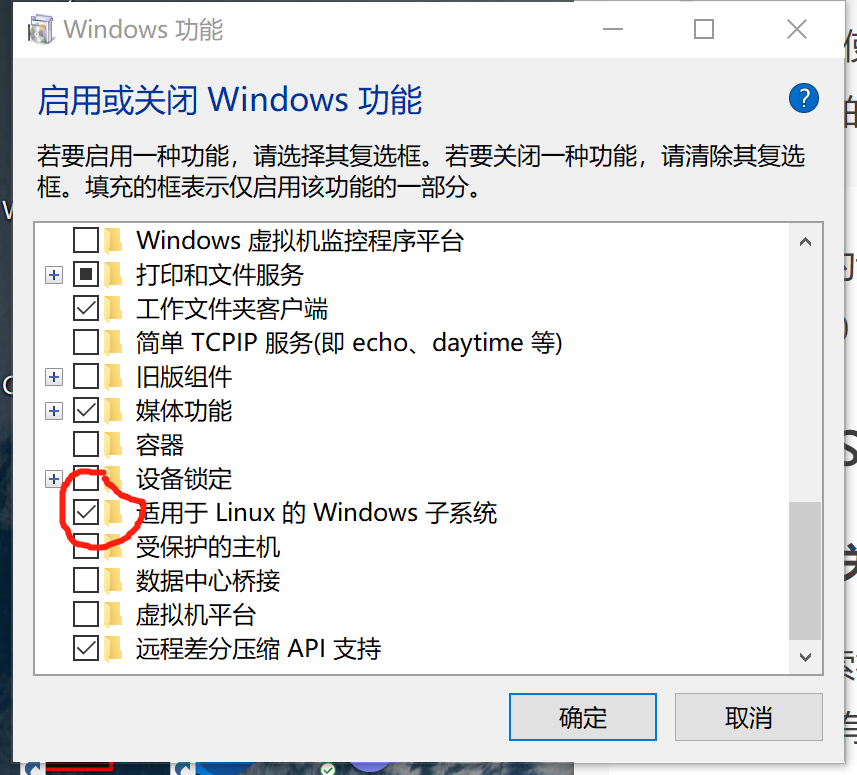 Windows 功能
启用或关闭 Windows 功能
?
若要启用一种功能，请选择其复选框。若要关闭一种功能，请清除其复选
框。填充的框表示仅启用该功能的一部分。
Windows 虚拟机监控程序平台
打印和文件服务
工作文件夹客户端
简单 TCPIP 服务(即 echo、daytime 等)
旧版组件
媒体功能
容器
设备锁定
适用于 Linux 的 Windows 子系统
受保护的主机
数据中心桥接
虚拟机平台
远程差分压缩 API 支持
确定
取消